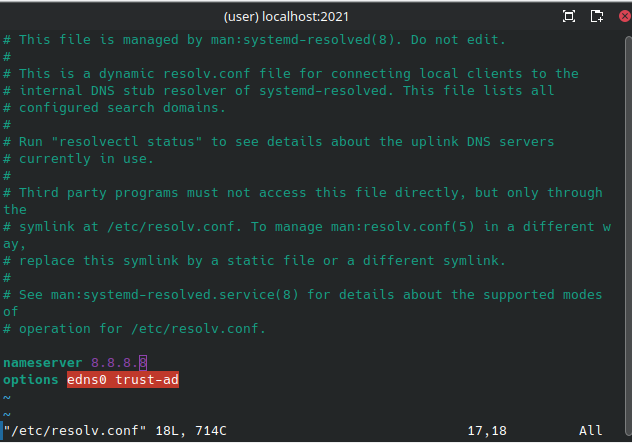 (user) localhost:2021
# This file is managed by man:systemd-resolved(8). Do not edit.
#
# This is a dynamic resolv.conf file for connecting local clients to the
# internal DNS stub resolver of systemd-resolved. This file lists all
# configured search domains.
#
# Run "resolvectl status" to see details about the uplink DNS servers
# currently in use.
#
# Third party programs must not access this file directly, but only through
the
# symlink at /etc/resolv.conf. To manage man:resolv.conf(5) in a different w
ay,
# replace this symlink by a static file or a different symlink.
#
# See man:systemd-resolved.service(8) for details about the supported modes
of
# operation for /etc/resolv.conf.
nameserver 8.8.8.8
options edns0 trust-ad
~
~
"/etc/resolv.conf" 18L, 714C 17,18 All